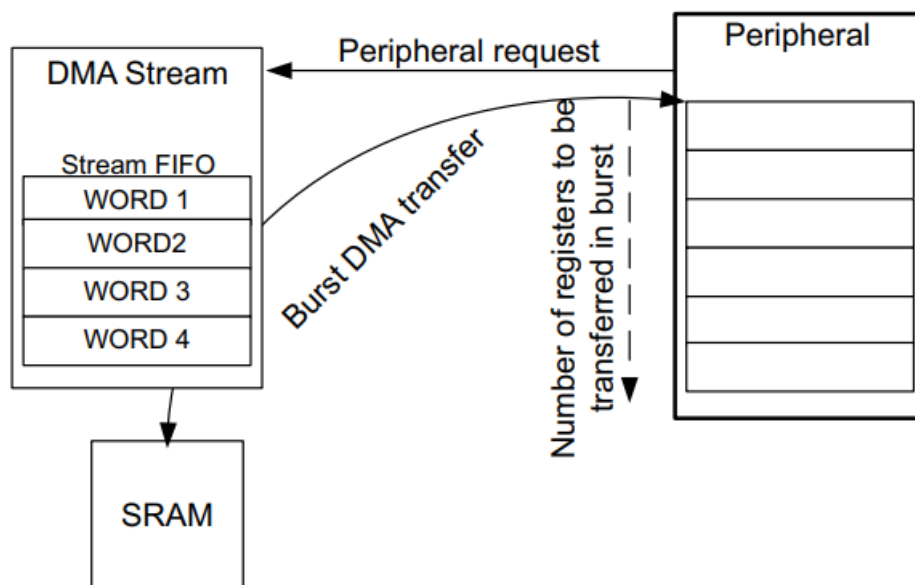 Peripheral request
Peripheral
DMA Stream
Stream FIFO
WORD 1
WORD2
WORD 3
WORD 4
Burst DMA transfer
Number of registers to be
transferred in burst
SRAM